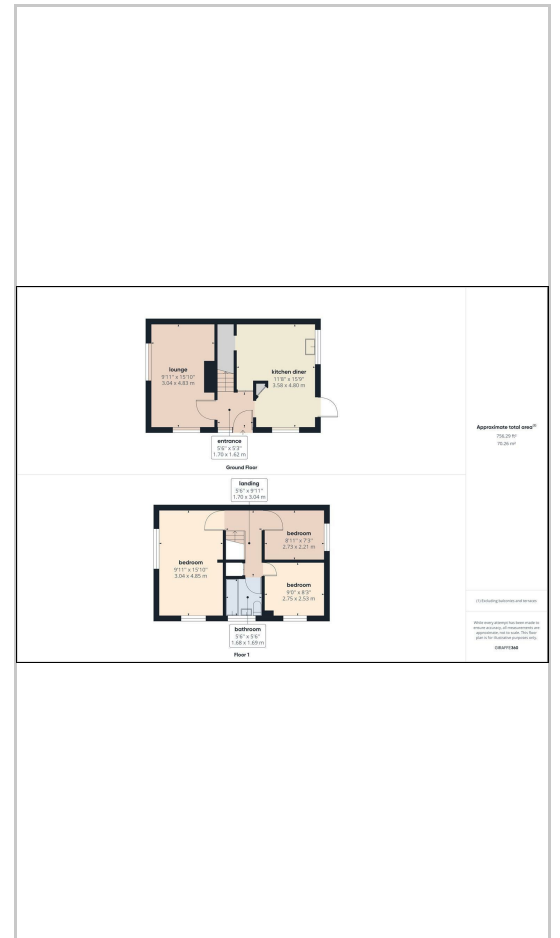 lounge
9'11" x 15'10"
3.04 x 4.83 m
kitchen diner
11'8" x 15'9"
3.58 x 4.80 m
entrance
5'6" x 5'3"
1.70 x 1.62 m
Ground Floor
landing
5'6" x 9'11"
1.70 x 3.04 m
bedroom
8'11" x 7'3"
2.73 x 2.21 m
bedroom
9'11" x 15'10"
3.04 x 4.85 m
bedroom
9'0" x 8'3"
2.75 x 2.53 m
bathroom
5'6" x 5'6"
1.68 x 1.69 m
Floor 1
Approximate total area(1)
756.29 ft²
70.26 m²
(1) Excluding balconies and terraces
While every attempt has been made to
ensure accuracy, all measurements are
approximate, not to scale. This floor
plan is for illustrative purposes only.
GIRAFFE360